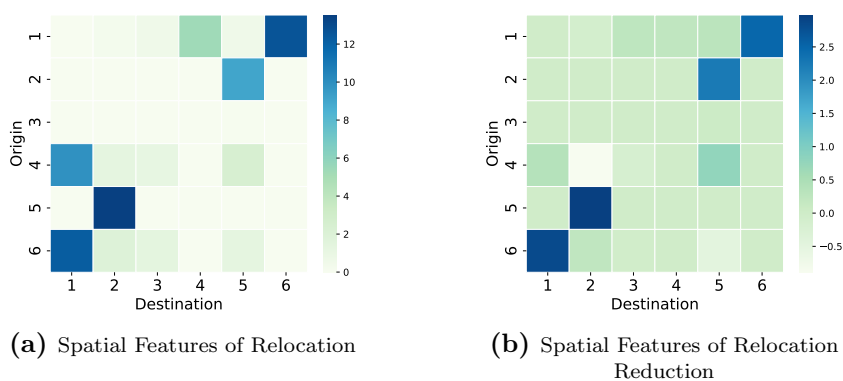 1
2
3
4
5
6
Origin
1 2 3 4 5 6
Destination
12
10
8
6
4
2
0
(a) Spatial Features of Relocation
1
2
3
4
5
6
Origin
1 2 3 4 5 6
Destination
2.5
2.0
1.5
1.0
0.5
0.0
−0.5
(b) Spatial Features of Relocation
Reduction